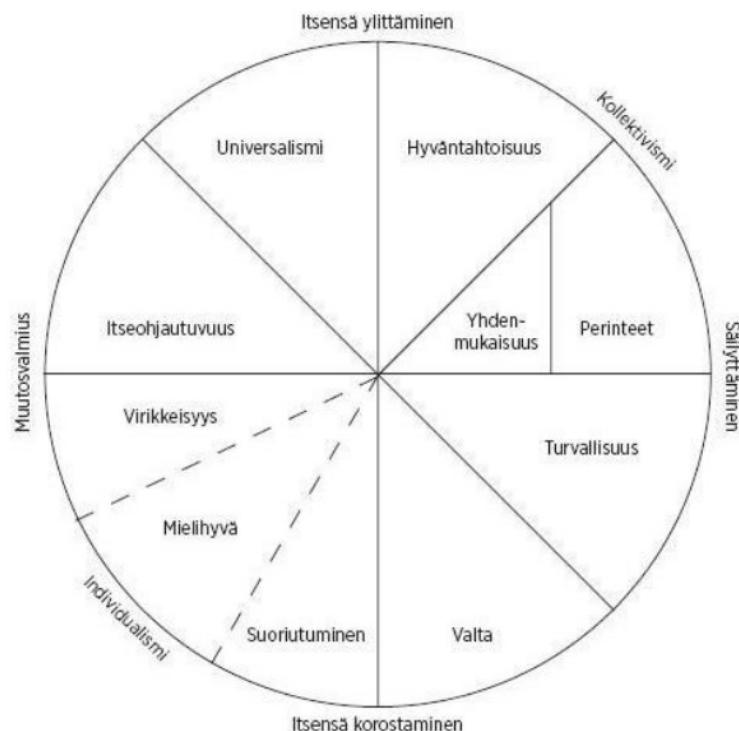 Itsensä ylittäminen
Kollektivismi
Universalismi
Hyväntahtoisuus
Itseohjautuvuus
Yhden-
mukaisuus
Perinteet
Muutosvalmius
Säilyttäminen
Virikkeisyys
Turvallisuus
Mielihyvä
Individualismi
Suoriutuminen
Valta
Itsensä korostaminen